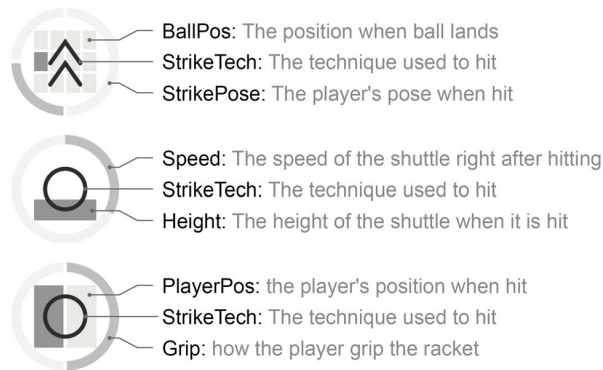 BallPos: The position when ball lands
StrikeTech: The technique used to hit
StrikePose: The player's pose when hit
Speed: The speed of the shuttle right after hitting
StrikeTech: The technique used to hit
Height: The height of the shuttle when it is hit
PlayerPos: the player's position when hit
StrikeTech: The technique used to hit
Grip: how the player grip the racket